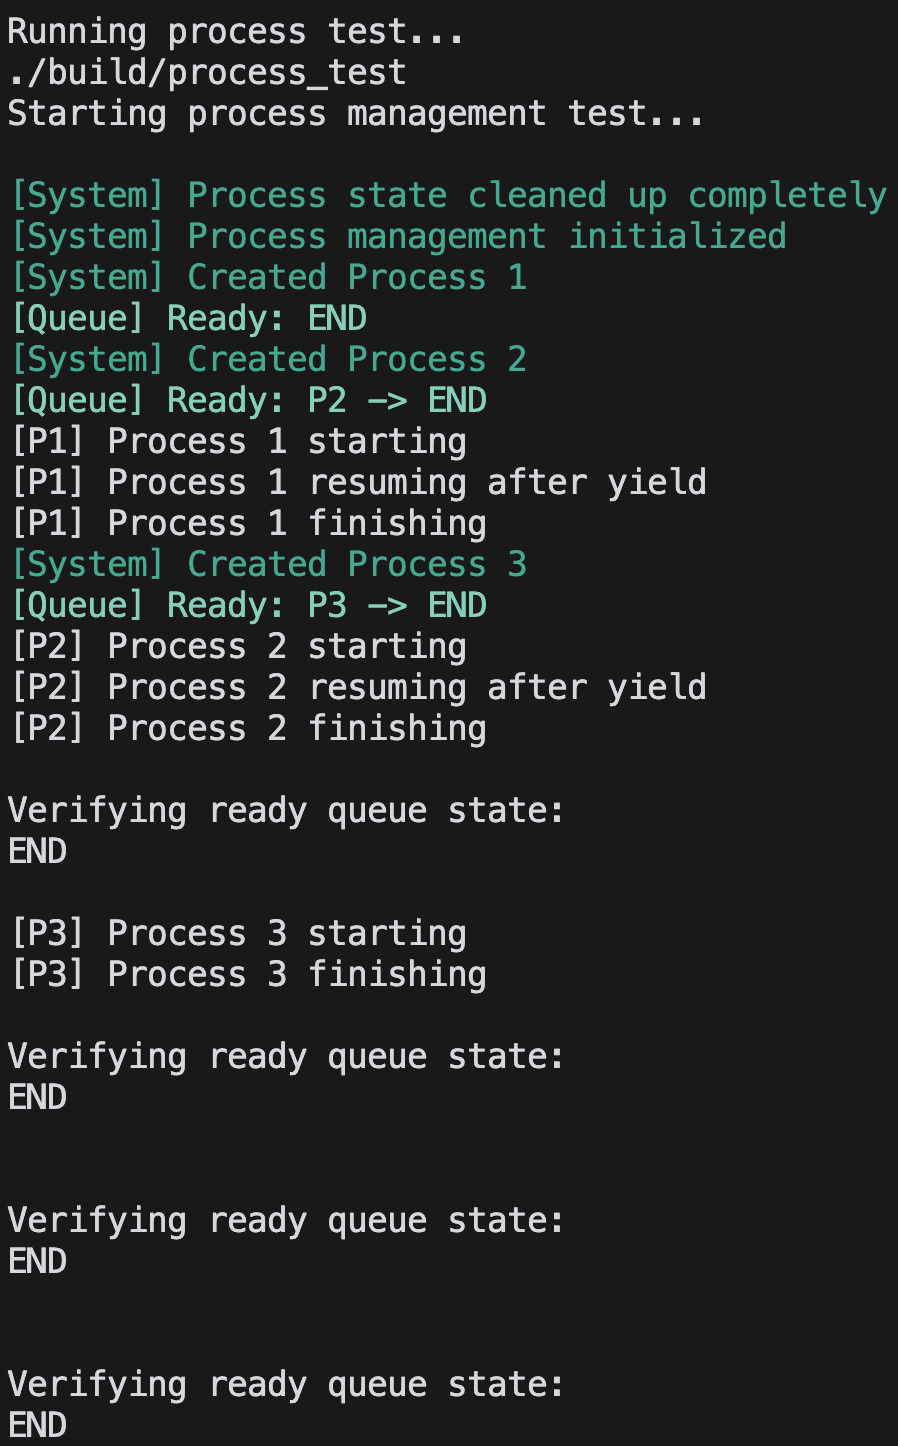 Running process test...
./build/process_test
Starting process management test...
[System] Process state cleaned up completely
[System] Process management initialized
[System] Created Process 1
[Queue] Ready: END
[System] Created Process 2
[Queue] Ready: P2 -> END
[P1] Process 1 starting
[P1] Process 1 resuming after yield
[P1] Process 1 finishing
[System] Created Process 3
[Queue] Ready: P3 -> END
[P2] Process 2 starting
[P2] Process 2 resuming after yield
[P2] Process 2 finishing
Verifying ready queue state:
END
[P3] Process 3 starting
[P3] Process 3 finishing
Verifying ready queue state:
END
Verifying ready queue state:
END
Verifying ready queue state:
END